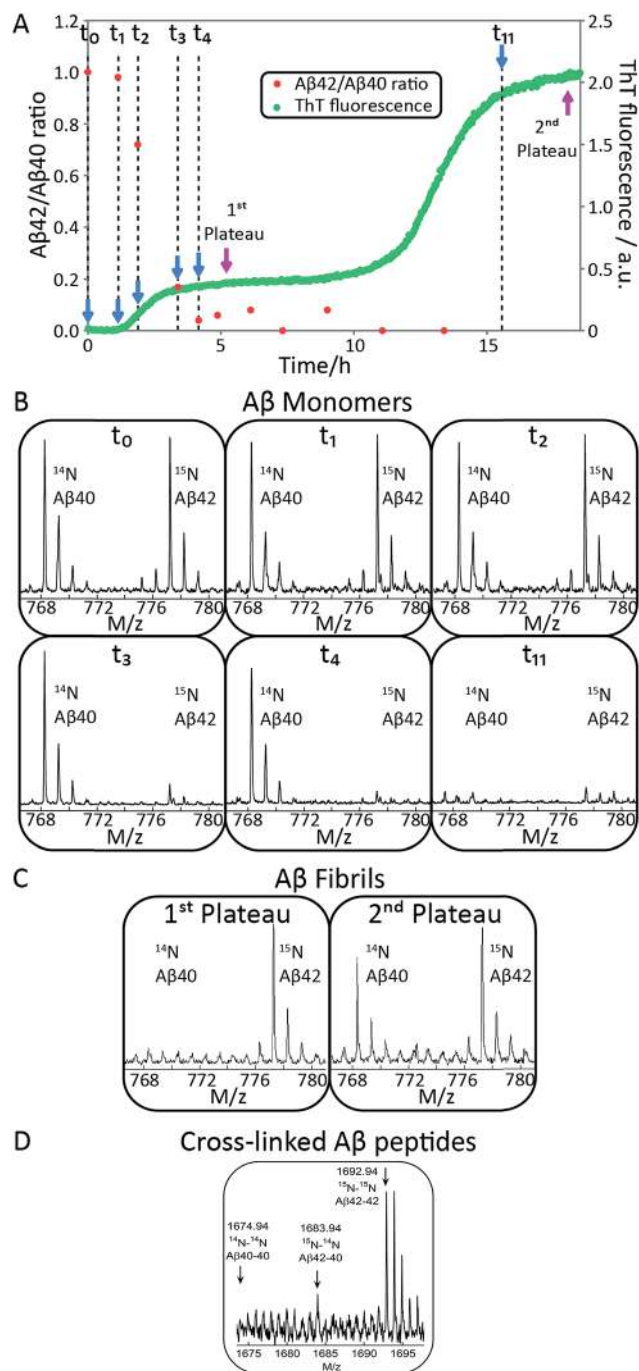 A
t0 t1 t2 t3 t4 t11
1.2
1.0
0.8
0.6
0.4
0.2
0.0
Aβ42/Aβ40 ratio
Aβ42/Aβ40 ratio
ThT fluorescence
1st
Plateau
2nd
Plateau
2.5
2.0
1.5
1.0
0.5
0
ThT fluorescence / a.u.
0 5 10 15
Time/h
B
Aβ Monomers
t0
14N
Aβ40
15N
Aβ42
768 772 776 780
M/z
t1
14N
Aβ40
15N
Aβ42
768 772 776 780
M/z
t2
14N
Aβ40
15N
Aβ42
768 772 776 780
M/z
t3
14N
Aβ40
15N
Aβ42
768 772 776 780
M/z
t4
14N
Aβ40
15N
Aβ42
768 772 776 780
M/z
t11
14N
Aβ40
15N
Aβ42
768 772 776 780
M/z
C
Aβ Fibrils
1st Plateau
14N
Aβ40
15N
Aβ42
768 772 776 780
M/z
2nd Plateau
14N
Aβ40
15N
Aβ42
768 772 776 780
M/z
D
Cross-linked Aβ peptides
1674.94
14N-14N
Aβ40-40
1683.94
15N-14N
Aβ42-40
1692.94
15N-15N
Aβ42-42
1675 1680 1685 1690 1695
M/z